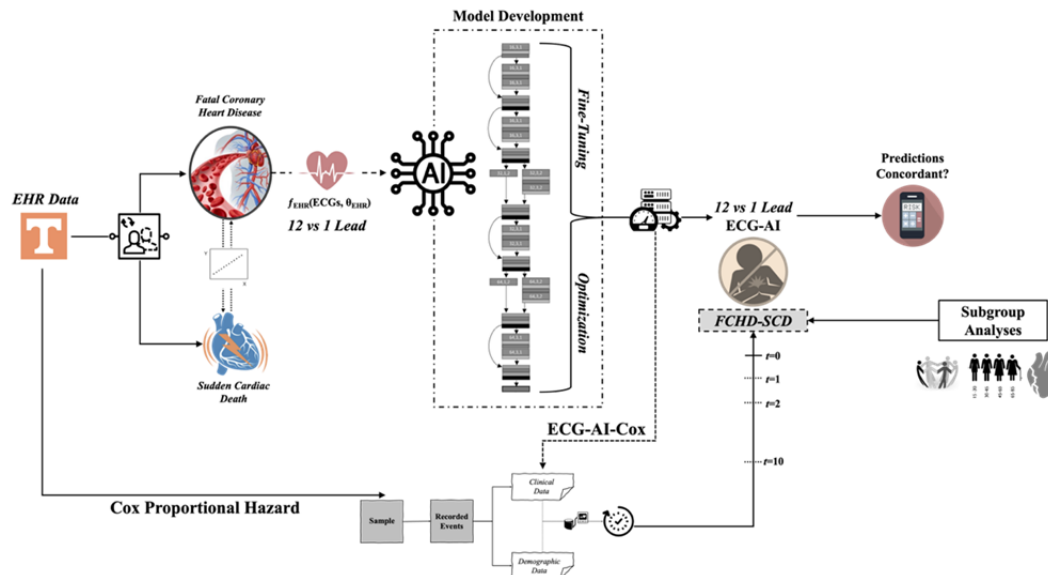 Model Development
Fatal Coronary
Heart Disease
Fine-Tuning
AI
EHR Data
T
f_EHR(ECGs, θ_EHR)
12 vs 1 Lead
Y
X
Sudden Cardiac
Death
Optimization
12 vs 1 Lead
ECG-AI
Predictions
Concordant?
RISK
FCHD-SCD
Subgroup
Analyses
t=0
t=1
t=2
t=10
ECG-AI-Cox
Cox Proportional Hazard
Sample
Recorded
Events
Clinical
Data
Demographic
Data